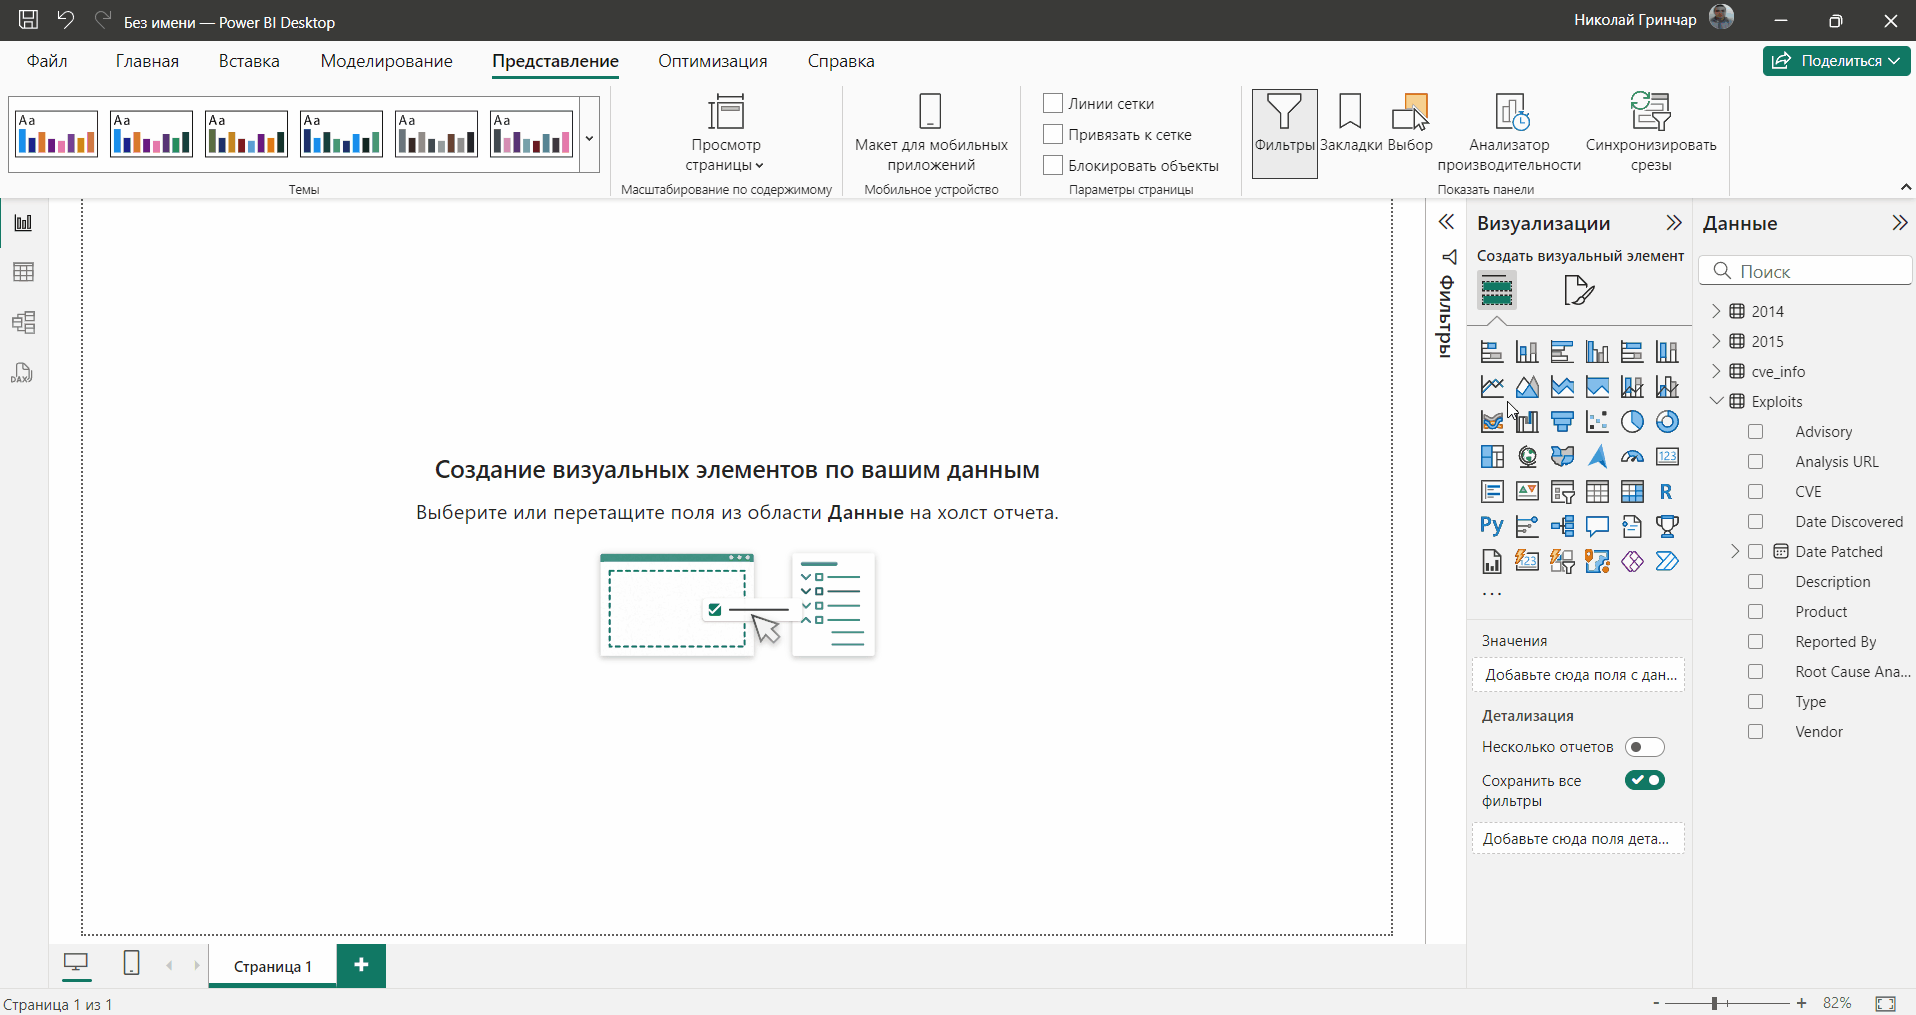 Без имени — Power BI Desktop
Николай Гринчар
Файл
Главная
Вставка
Моделирование
Представление
Оптимизация
Справка
Поделиться
Aa
Aa
Aa
Aa
Aa
Aa
Темы
Просмотр
страницы
Масштабирование по содержимому
Макет для мобильных
приложений
Мобильное устройство
Линии сетки
Привязать к сетке
Блокировать объекты
Параметры страницы
Фильтры
Закладки
Выбор
Анализатор
производительности
Синхронизировать
срезы
Показать панели
DAX
Создание визуальных элементов по вашим данным
Выберите или перетащите поля из области Данные на холст отчета.
Фильтры
Визуализации
Создать визуальный элемент
123
R
Py
123
...
Значения
Добавьте сюда поля с дан...
Детализация
Несколько отчетов
Сохранить все
фильтры
Добавьте сюда поля дета...
Данные
Поиск
2014
2015
cve_info
Exploits
Advisory
Analysis URL
CVE
Date Discovered
Date Patched
Description
Product
Reported By
Root Cause Ana...
Type
Vendor
Страница 1
+
Страница 1 из 1
- + 82%